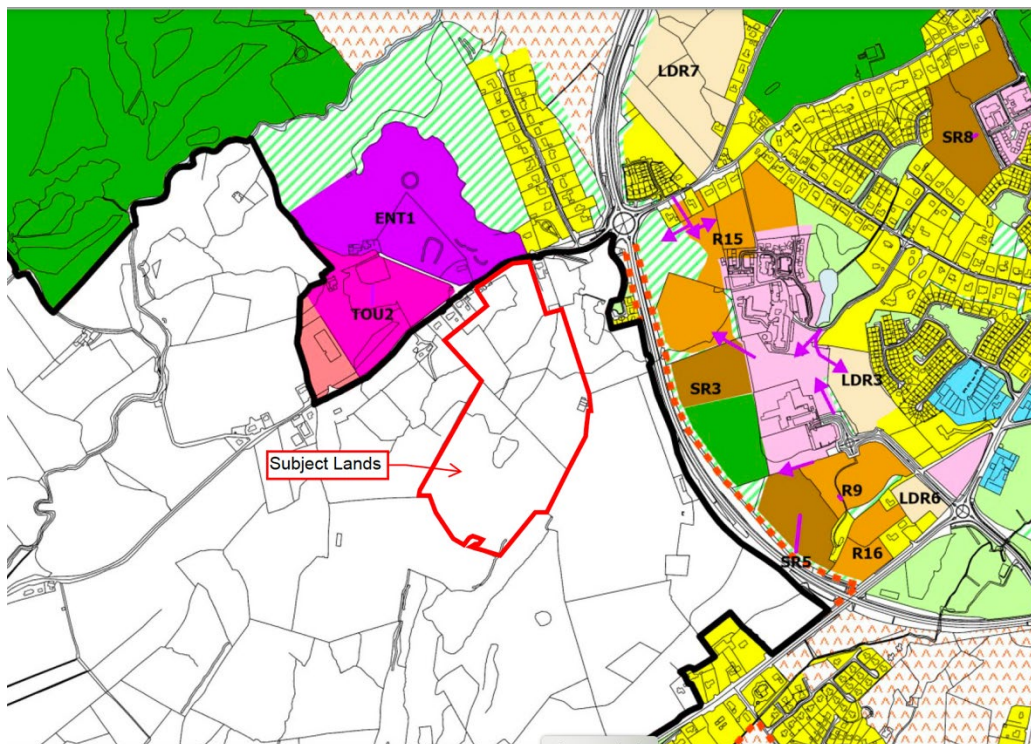 LDR7
SR8
ENT1
R15
TOU2
SR3
LDR3
Subject Lands
R9
LDR6
R16
SR5